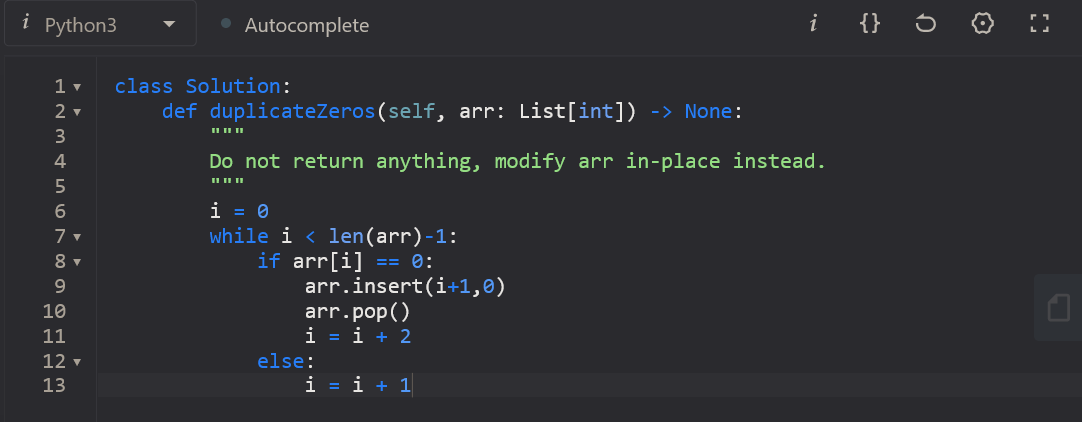 i Python3 Autocomplete i {}
1 class Solution:
2     def duplicateZeros(self, arr: List[int]) -> None:
3         """
4         Do not return anything, modify arr in-place instead.
5         """
6         i = 0
7         while i < len(arr)-1:
8             if arr[i] == 0:
9                 arr.insert(i+1,0)
10                 arr.pop()
11                 i = i + 2
12             else:
13                 i = i + 1